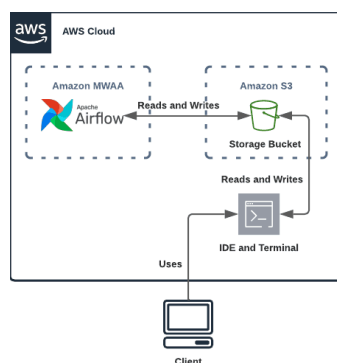 aws
AWS Cloud
Amazon MWAA
Amazon S3
Apache
Airflow
Reads and Writes
Storage Bucket
Reads and Writes
>_
IDE and Terminal
Uses
Client